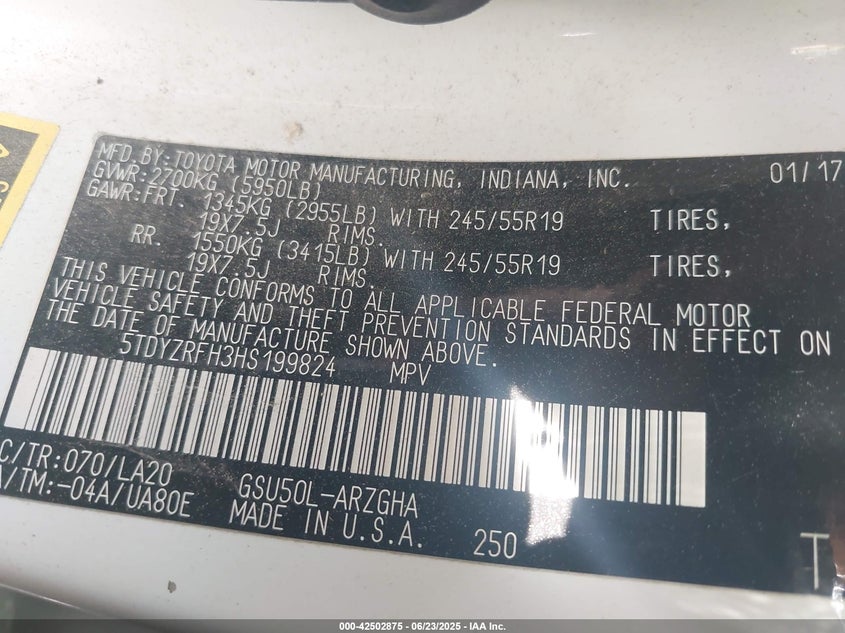 MFD. BY: TOYOTA MOTOR MANUFACTURING, INDIANA, INC. 01/17
GVWR: 2700KG (5950LB)
GAWR: FRT. 1345KG (2955LB) WITH 245/55R19 TIRES,
19X7.5J RIMS.
RR. 1550KG (3415LB) WITH 245/55R19 TIRES,
19X7.5J RIMS.
THIS VEHICLE CONFORMS TO ALL APPLICABLE FEDERAL MOTOR
VEHICLE SAFETY AND THEFT PREVENTION STANDARDS IN EFFECT ON
THE DATE OF MANUFACTURE SHOWN ABOVE.
5TDYZRFH3HS199824 MPV
C/TR: 070/LA20
A/TM: -04A/UA80E GSU50L-ARZGHA
MADE IN U.S.A. 250
000-42502875 - 06/23/2025 - IAA Inc.